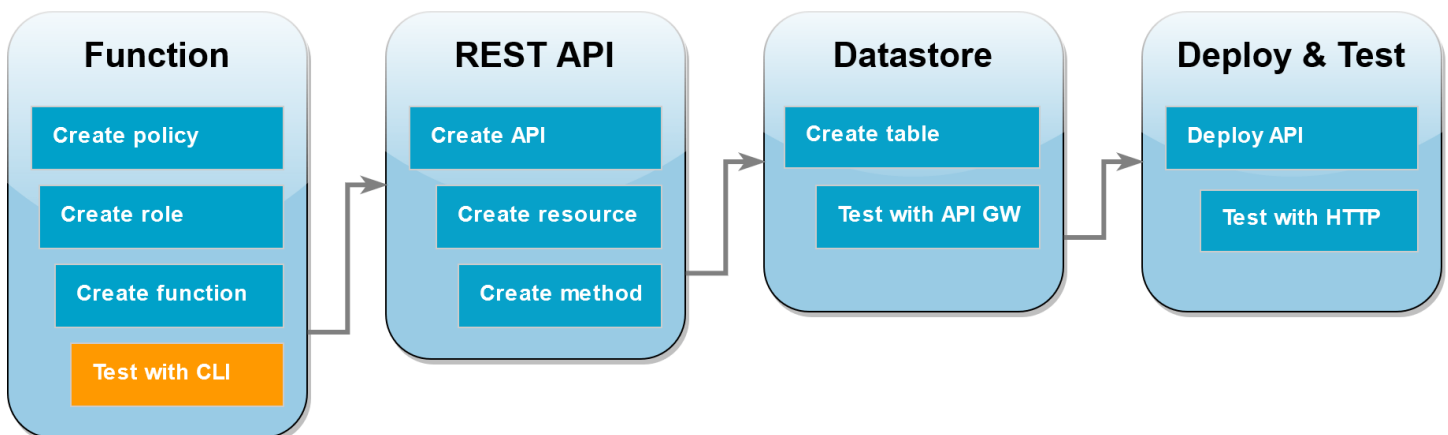 Function
Create policy
Create role
Create function
Test with CLI
REST API
Create API
Create resource
Create method
Datastore
Create table
Test with API GW
Deploy & Test
Deploy API
Test with HTTP